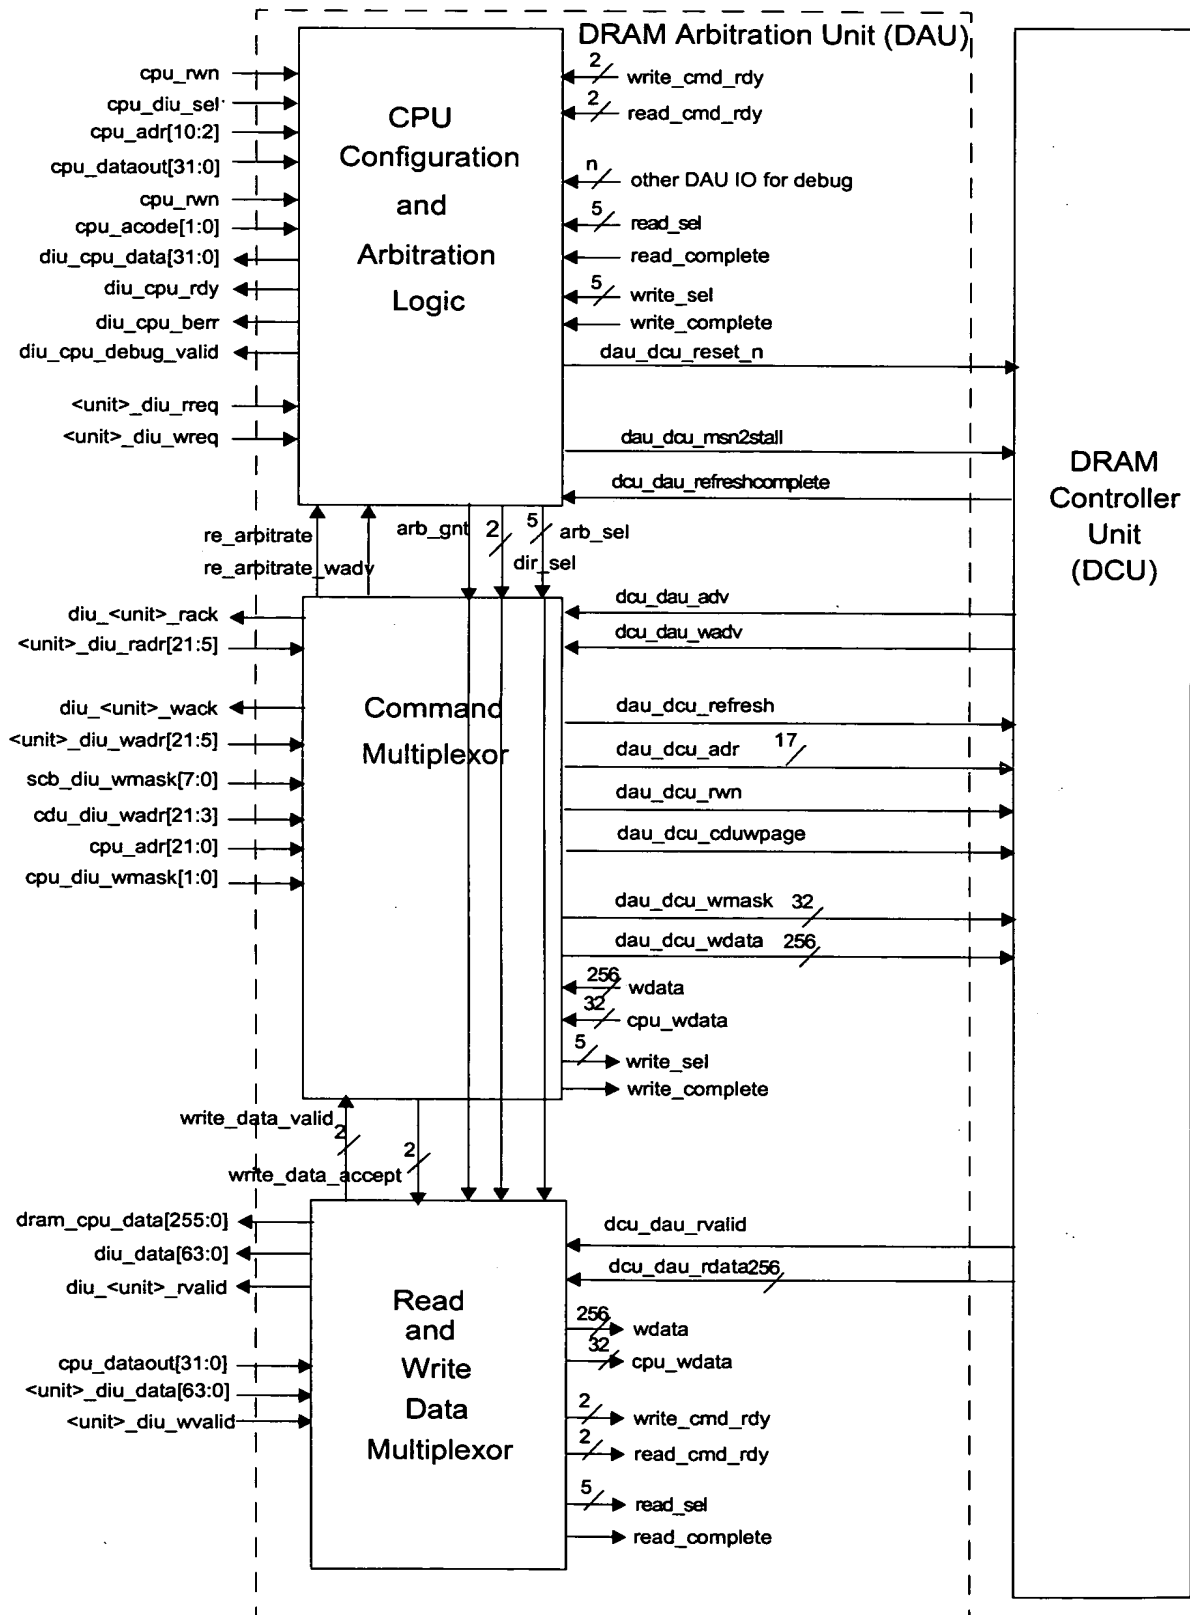 DRAM Arbitration Unit (DAU)
cpu_rwn
cpu_diu_sel
cpu_adr[10:2]
cpu_dataout[31:0]
cpu_rwn
cpu_acode[1:0]
diu_cpu_data[31:0]
diu_cpu_rdy
diu_cpu_berr
diu_cpu_debug_valid
<unit>_diu_rreq
<unit>_diu_wreq
CPU
Configuration
and
Arbitration
Logic
2
write_cmd_rdy
2
read_cmd_rdy
n
other DAU IO for debug
5
read_sel
read_complete
5
write_sel
write_complete
dau_dcu_reset_n
dau_dcu_msn2stall
dcu_dau_refreshcomplete
DRAM
Controller
Unit
(DCU)
re_arbitrate
re_arbitrate_wadv
arb_gnt
2
dir_sel
5
arb_sel
diu_<unit>_rack
<unit>_diu_radr[21:5]
diu_<unit>_wack
<unit>_diu_wadr[21:5]
scb_diu_wmask[7:0]
cdu_diu_wadr[21:3]
cpu_adr[21:0]
cpu_diu_wmask[1:0]
Command
Multiplexor
dcu_dau_adv
dcu_dau_wadv
dau_dcu_refresh
dau_dcu_adr 17
dau_dcu_rwn
dau_dcu_cduwpage
dau_dcu_wmask 32
dau_dcu_wdata 256
256
wdata
32
cpu_wdata
5
write_sel
write_complete
write_data_valid
2
write_data_accept
2
dram_cpu_data[255:0]
diu_data[63:0]
diu_<unit>_rvalid
cpu_dataout[31:0]
<unit>_diu_data[63:0]
<unit>_diu_wvalid
Read
and
Write
Data
Multiplexor
dcu_dau_rvalid
dcu_dau_rdata 256
256
wdata
32
cpu_wdata
2
write_cmd_rdy
2
read_cmd_rdy
5
read_sel
read_complete